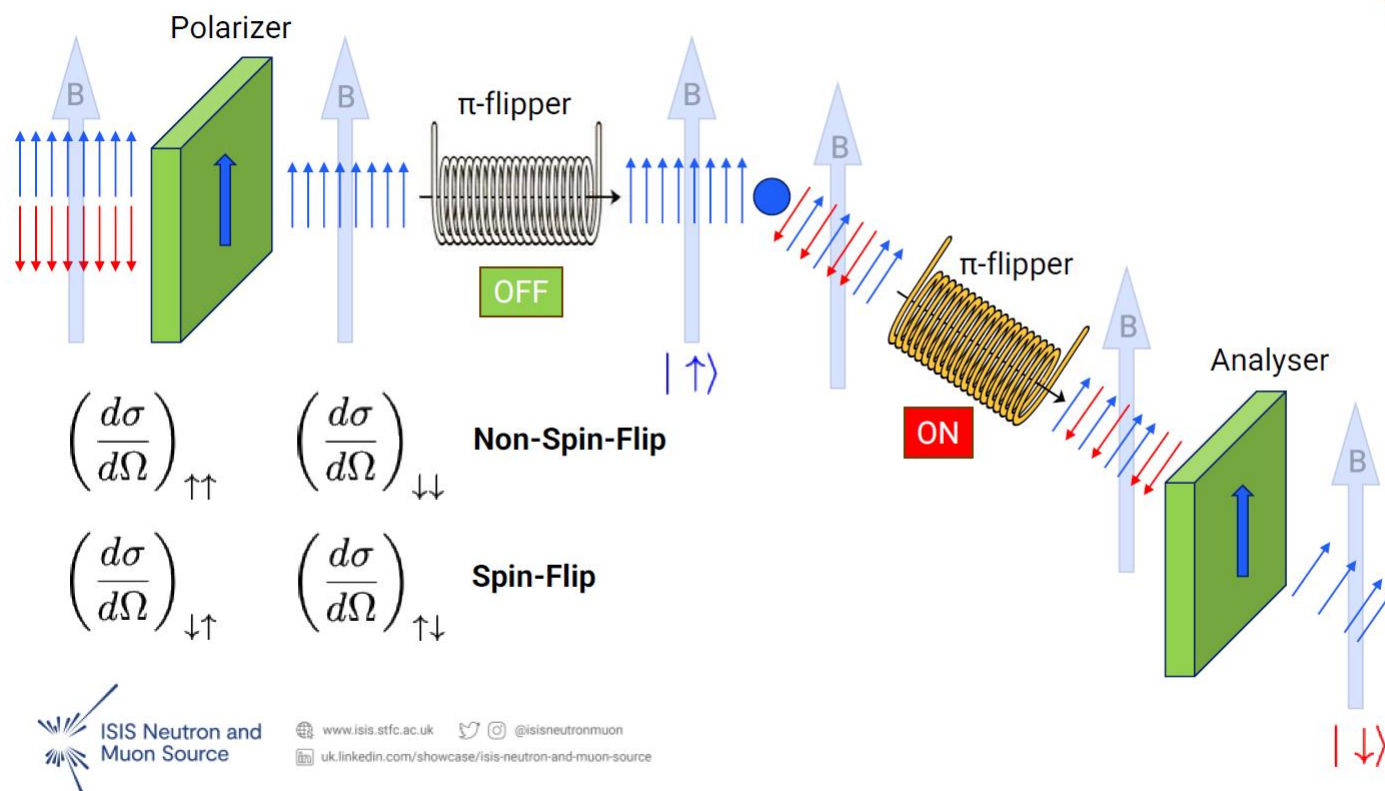 Polarizer
B
B
π-flipper
OFF
B
|↑⟩
B
π-flipper
ON
B
Analyser
B
|↓⟩
(dσ/dΩ)↑↑ (dσ/dΩ)↓↓ Non-Spin-Flip
(dσ/dΩ)↓↑ (dσ/dΩ)↑↓ Spin-Flip
ISIS Neutron and
Muon Source
www.isis.stfc.ac.uk @isisneutronmuon
uk.linkedin.com/showcase/isis-neutron-and-muon-source